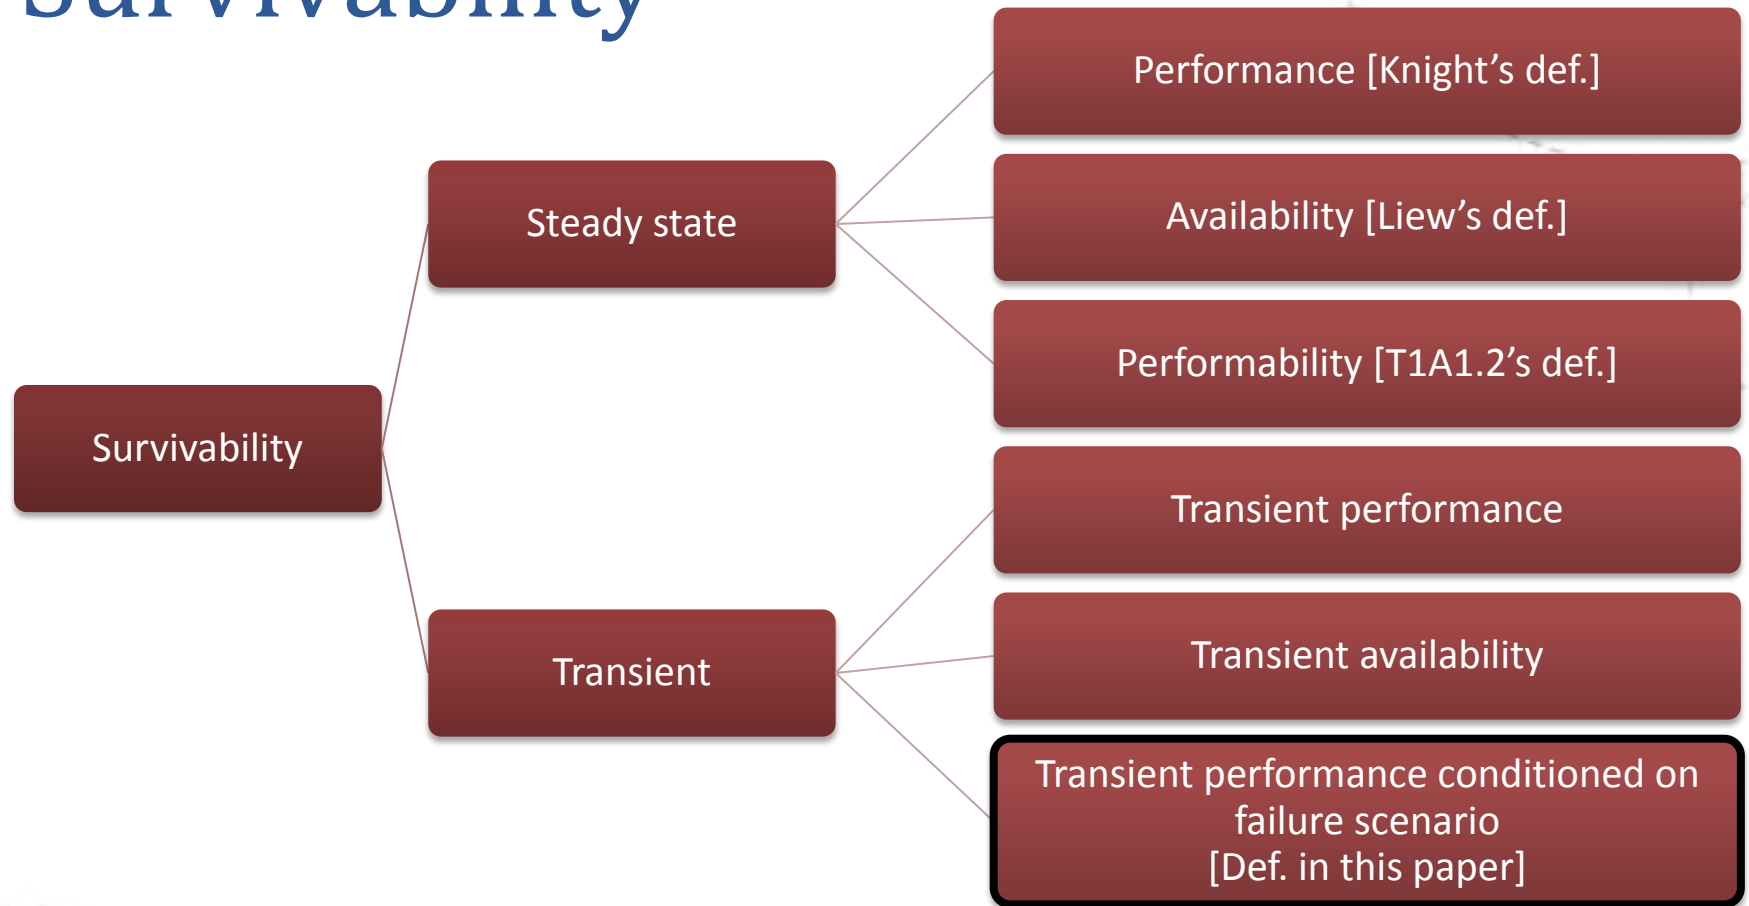 Survivability
Performance [Knight’s def.]
Steady state
Availability [Liew’s def.]
Performability [T1A1.2’s def.]
Survivability
Transient performance
Transient
Transient availability
Transient performance conditioned on
failure scenario
[Def. in this paper]